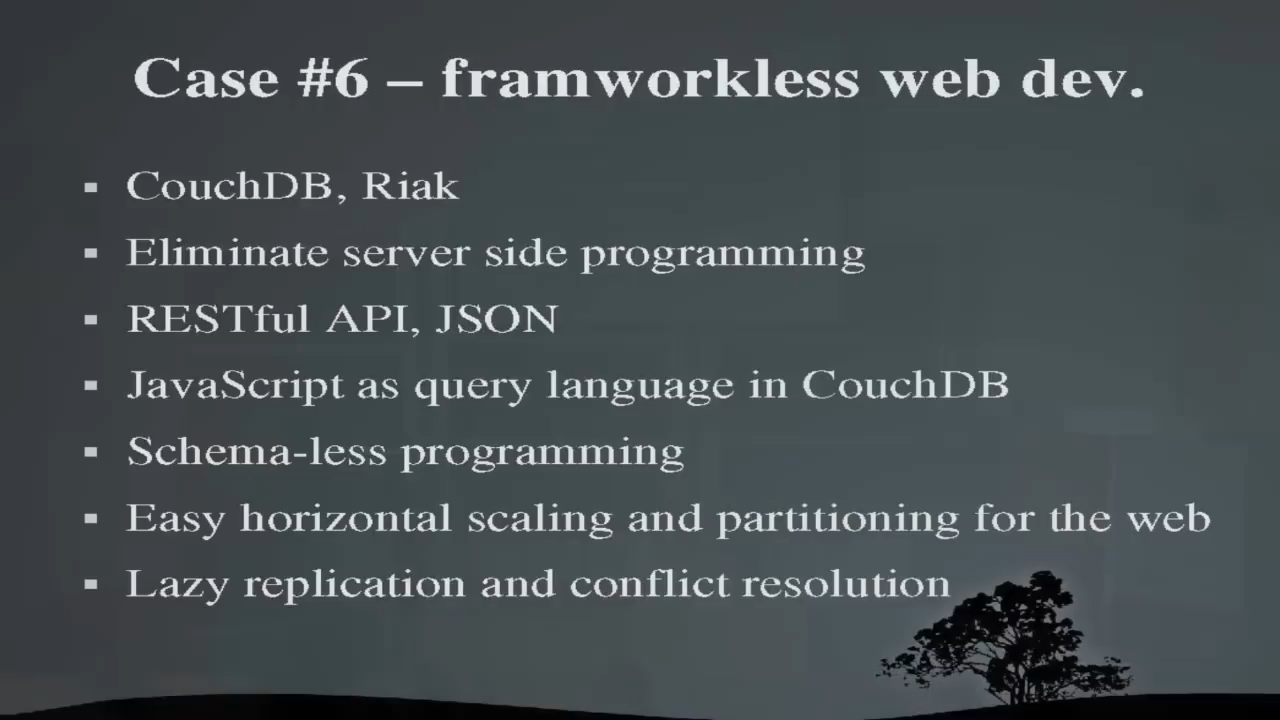 Case #6 – framworkless web dev.
▪ CouchDB, Riak
▪ Eliminate server side programming
▪ RESTful API, JSON
▪ JavaScript as query language in CouchDB
▪ Schema-less programming
▪ Easy horizontal scaling and partitioning for the web
▪ Lazy replication and conflict resolution